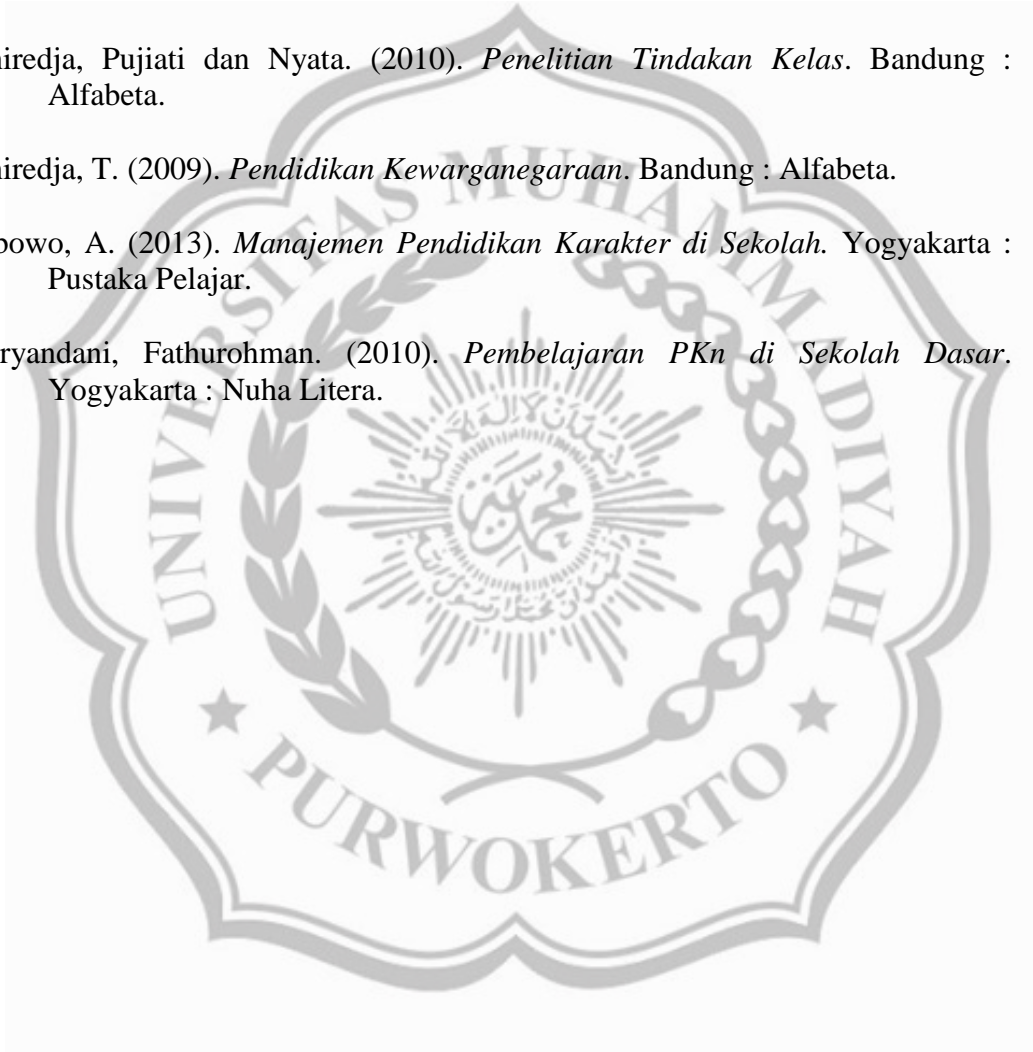 niredja, Pujiati dan Nyata. (2010). Penelitian Tindakan Kelas. Bandung :
Alfabeta.
niredja, T. (2009). Pendidikan Kewarganegaraan. Bandung : Alfabeta.
bowo, A. (2013). Manajemen Pendidikan Karakter di Sekolah. Yogyakarta :
Pustaka Pelajar.
ryandani, Fathurohman. (2010). Pembelajaran PKn di Sekolah Dasar.
Yogyakarta : Nuha Litera.
UNIVERSITAS MUHAMMADIYAH
PURWOKERTO